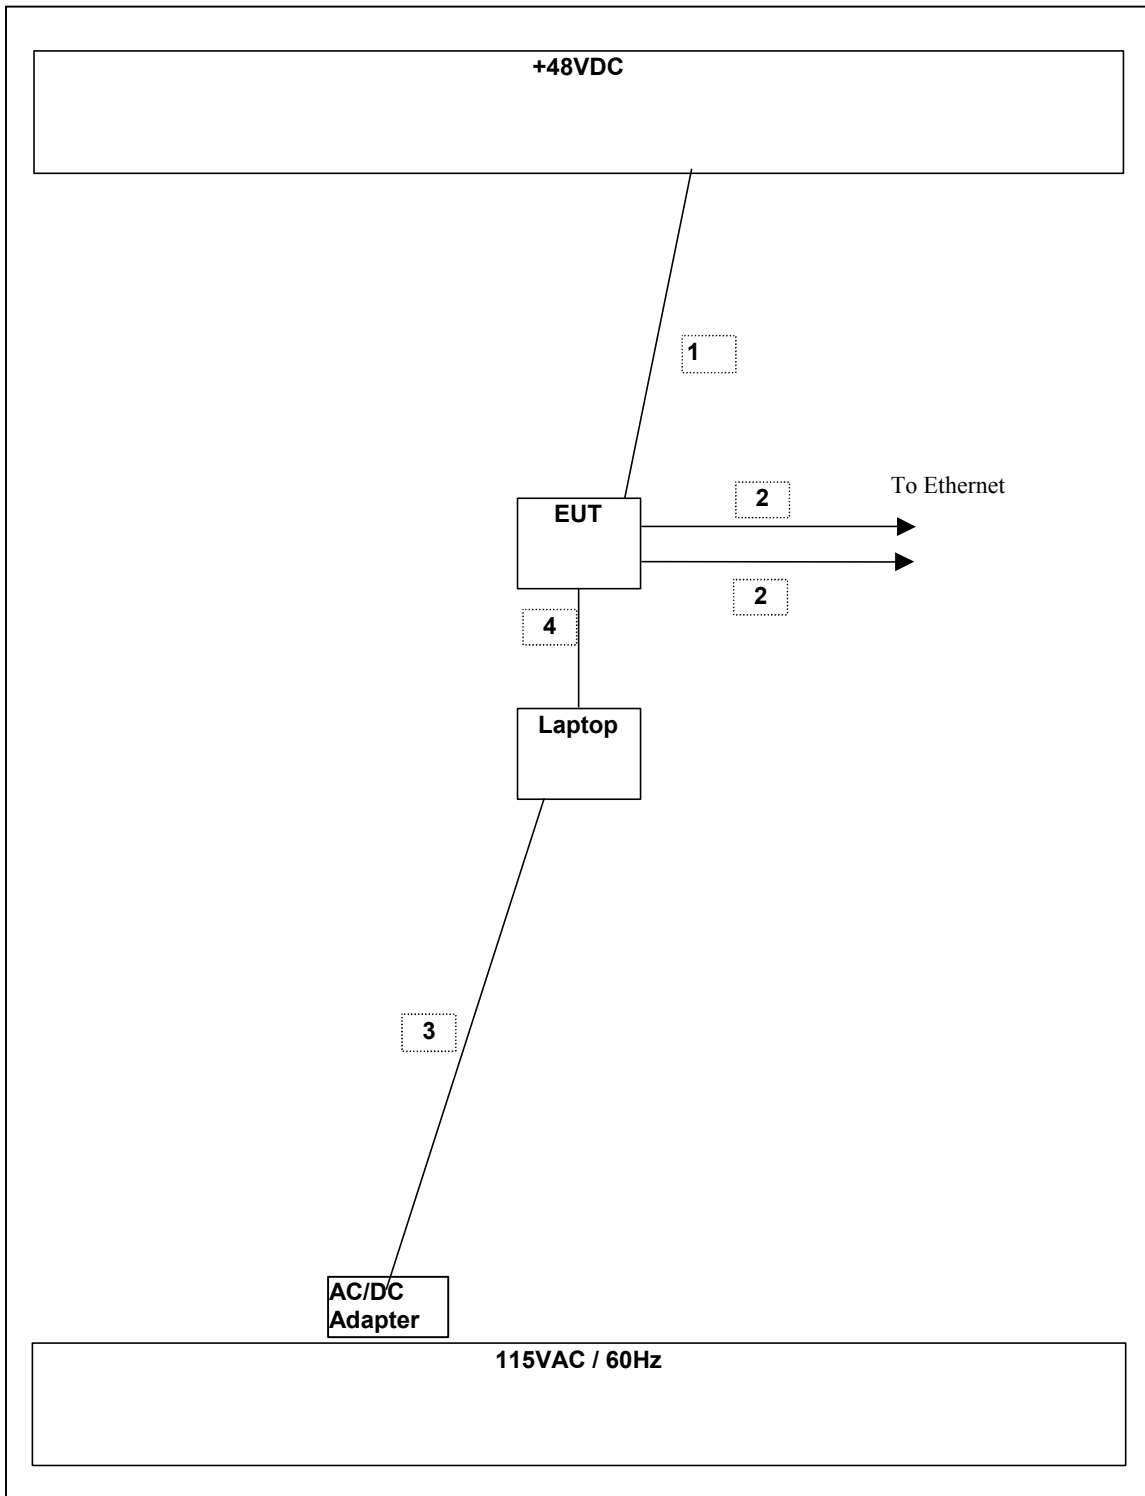 +48VDC
1
To Ethernet
2
EUT
2
4
Laptop
3
AC/DC
Adapter
115VAC / 60Hz